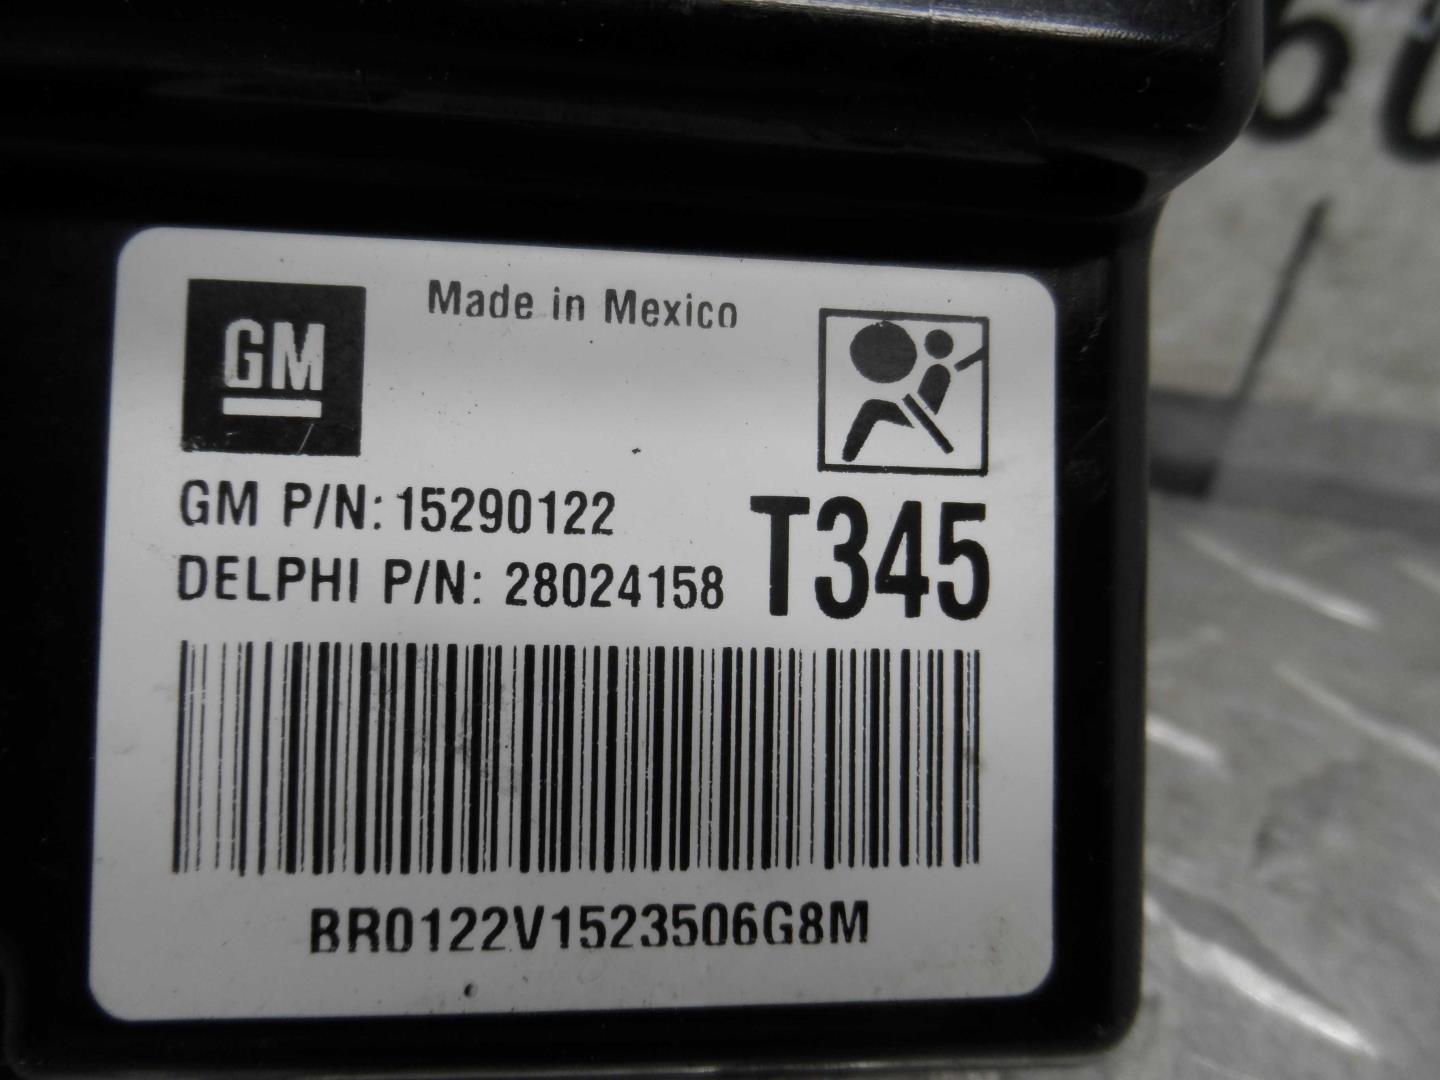 Made in Mexico
GM
GM P/N: 15290122
DELPHI P/N: 28024158
T345
BR0122V1523506G8M